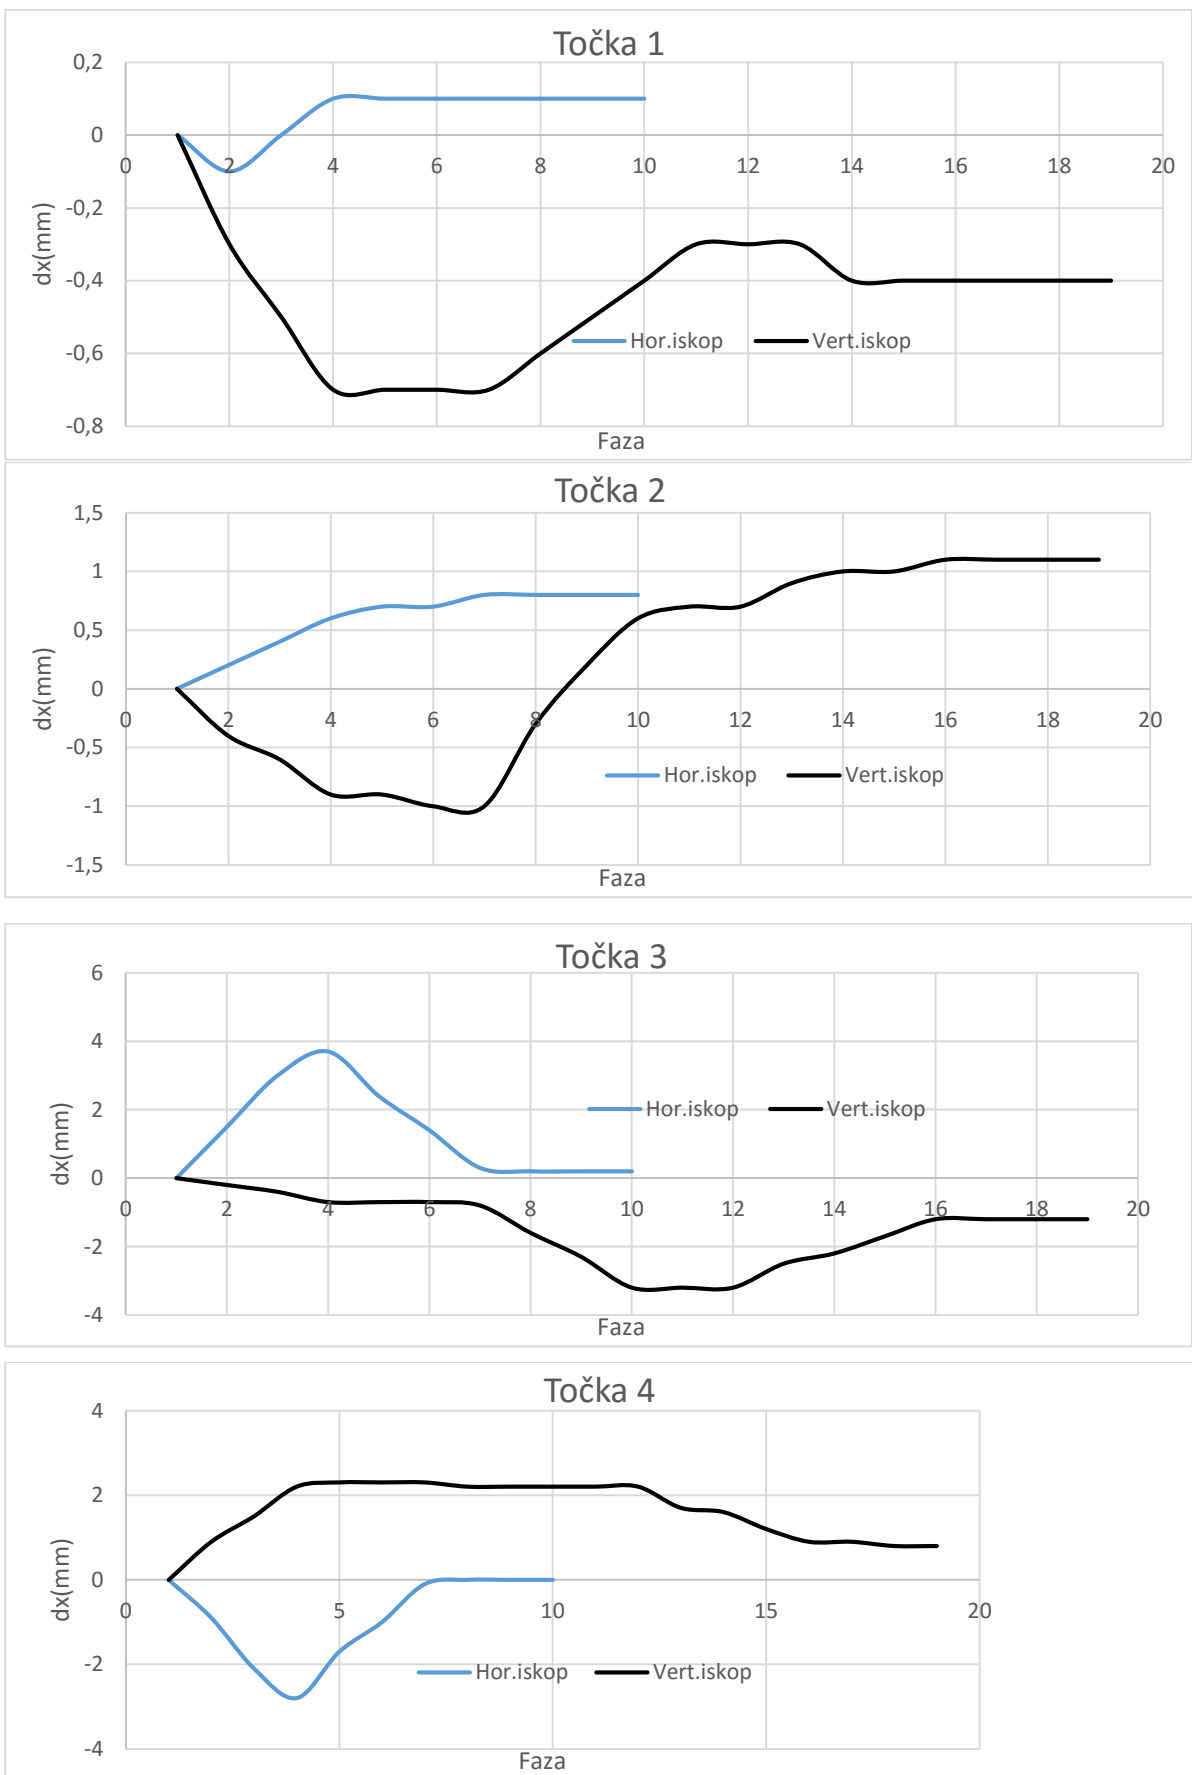 Točka 1
0,2
0
0 2 4 6 8 10 12 14 16 18 20
-0,2
-0,4
-0,6
-0,8
dx(mm)
Hor.iskop Vert.iskop
Faza
Točka 2
1,5
1
0,5
0
0 2 4 6 8 10 12 14 16 18 20
-0,5
-1
-1,5
dx(mm)
Hor.iskop Vert.iskop
Faza
Točka 3
6
4
2
0
0 2 4 6 8 10 12 14 16 18 20
-2
-4
dx(mm)
Hor.iskop Vert.iskop
Faza
Točka 4
4
2
0
0 5 10 15 20
-2
-4
dx(mm)
Hor.iskop Vert.iskop
Faza